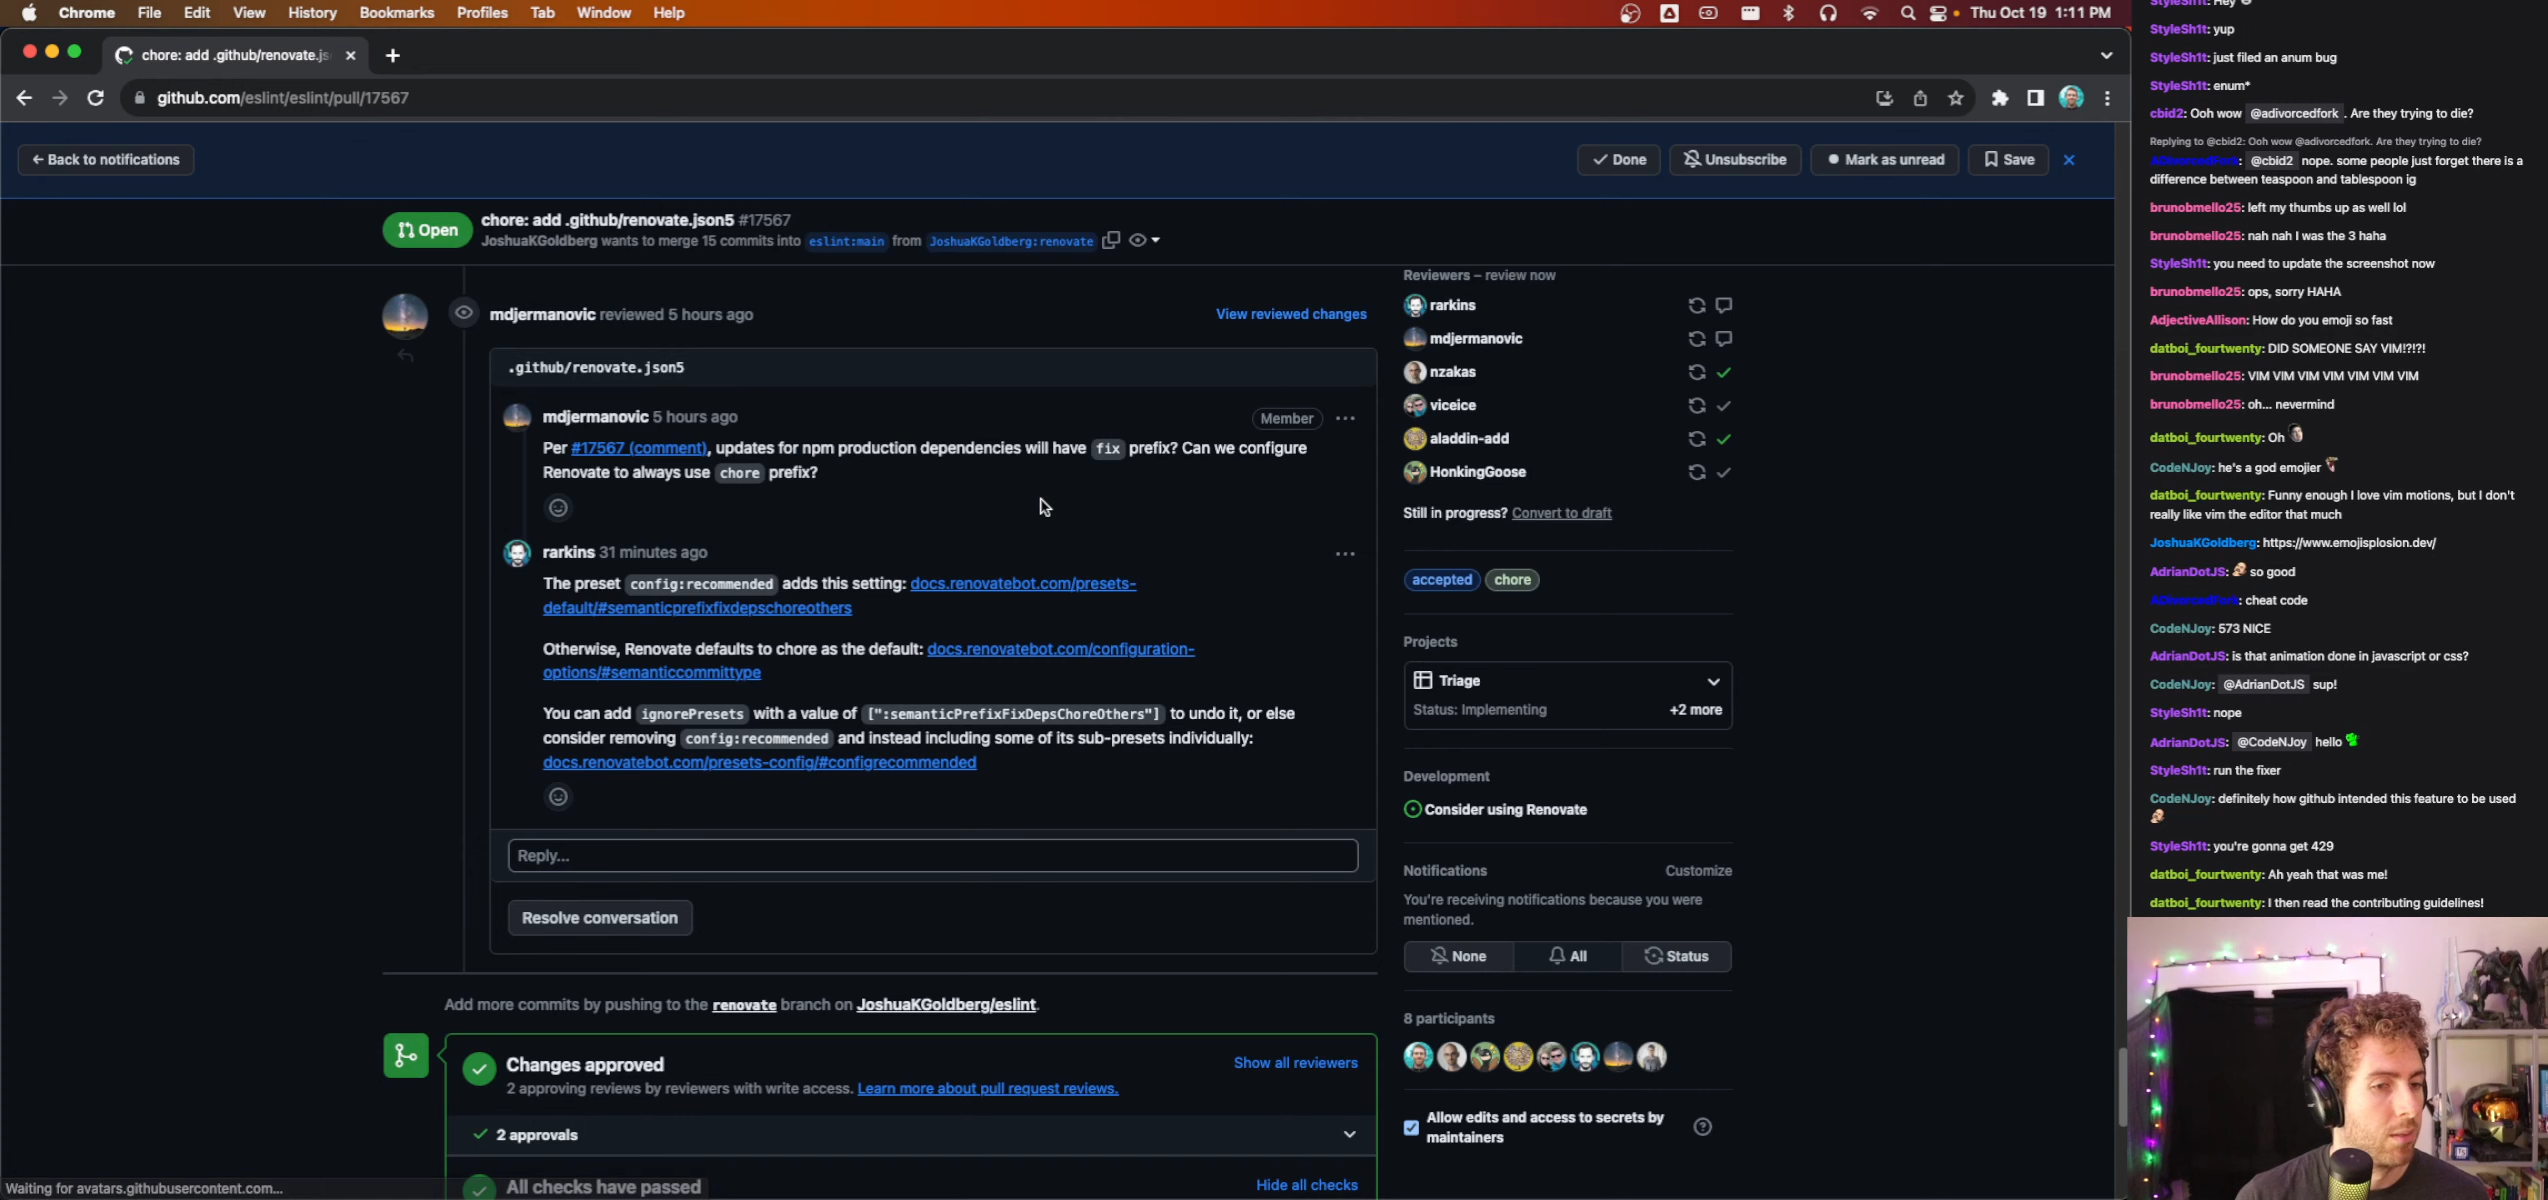 Chrome File Edit View History Bookmarks Profiles Tab Window Help
Thu Oct 19 1:11 PM
chore: add .github/renovate.js
github.com/eslint/eslint/pull/17567
← Back to notifications
Done
Unsubscribe
Mark as unread
Save
Open
chore: add .github/renovate.json5 #17567
JoshuaKGoldberg wants to merge 15 commits into eslint:main from JoshuaKGoldberg:renovate
mdjermanovic reviewed 5 hours ago
View reviewed changes
.github/renovate.json5
mdjermanovic 5 hours ago
Member
Per #17567 (comment), updates for npm production dependencies will have fix prefix? Can we configure
Renovate to always use chore prefix?
rarkins 31 minutes ago
The preset config:recommended adds this setting: docs.renovatebot.com/presets-
default/#semanticprefixfixdepschoreothers
Otherwise, Renovate defaults to chore as the default: docs.renovatebot.com/configuration-
options/#semanticcommittype
You can add ignorePresets with a value of [":semanticPrefixFixDepsChoreOthers"] to undo it, or else
consider removing config:recommended and instead including some of its sub-presets individually:
docs.renovatebot.com/presets-config/#configrecommended
Reply...
Resolve conversation
Add more commits by pushing to the renovate branch on JoshuaKGoldberg/eslint.
Changes approved
Show all reviewers
2 approving reviews by reviewers with write access. Learn more about pull request reviews.
2 approvals
All checks have passed
Hide all checks
Waiting for avatars.githubusercontent.com...
Reviewers – review now
rarkins
mdjermanovic
nzakas
viceice
aladdin-add
HonkingGoose
Still in progress? Convert to draft
accepted chore
Projects
Triage
Status: Implementing +2 more
Development
Consider using Renovate
Notifications Customize
You're receiving notifications because you were
mentioned.
None All Status
8 participants
Allow edits and access to secrets by
maintainers
StyleSh1t: Hey
StyleSh1t: yup
StyleSh1t: just filed an anum bug
StyleSh1t: enum*
cbid2: Ooh wow @adivorcedfork . Are they trying to die?
Replying to @cbid2: Ooh wow @adivorcedfork. Are they trying to die?
ADivorcedFork: @cbid2 nope. some people just forget there is a
difference between teaspoon and tablespoon ig
brunobmello25: left my thumbs up as well lol
brunobmello25: nah nah I was the 3 haha
StyleSh1t: you need to update the screenshot now
brunobmello25: ops, sorry HAHA
AdjectiveAllison: How do you emoji so fast
datboi_fourtwenty: DID SOMEONE SAY VIM!?!?!
brunobmello25: VIM VIM VIM VIM VIM VIM VIM
brunobmello25: oh... nevermind
datboi_fourtwenty: Oh
CodeNJoy: he's a god emojier
datboi_fourtwenty: Funny enough I love vim motions, but I don't
really like vim the editor that much
JoshuaKGoldberg: https://www.emojisplosion.dev/
AdrianDotJS: so good
ADivorcedFork: cheat code
CodeNJoy: 573 NICE
AdrianDotJS: is that animation done in javascript or css?
CodeNJoy: @AdrianDotJS sup!
StyleSh1t: nope
AdrianDotJS: @CodeNJoy hello
StyleSh1t: run the fixer
CodeNJoy: definitely how github intended this feature to be used
StyleSh1t: you're gonna get 429
datboi_fourtwenty: Ah yeah that was me!
datboi_fourtwenty: I then read the contributing guidelines!